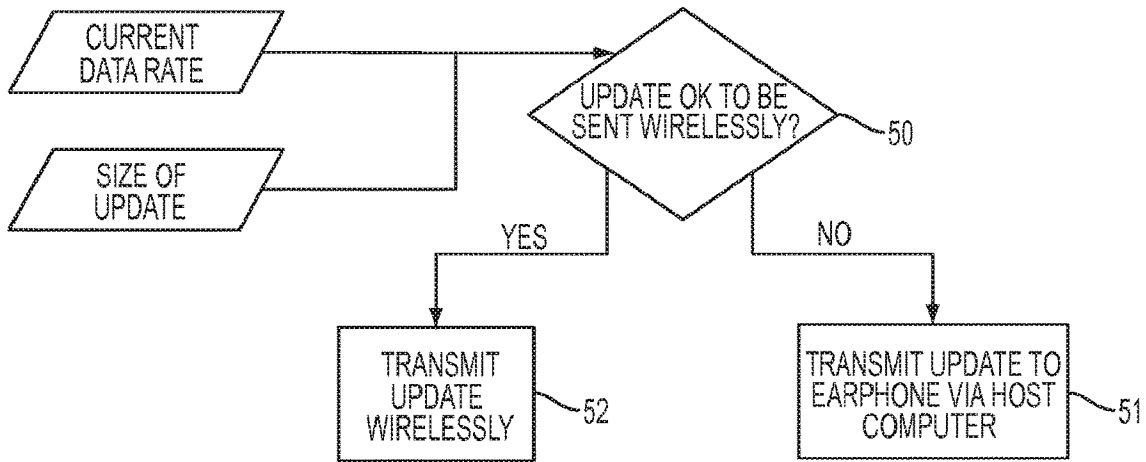 CURRENT
DATA RATE
SIZE OF
UPDATE
UPDATE OK TO BE
SENT WIRELESSLY?
50
YES
NO
TRANSMIT
UPDATE
WIRELESSLY
52
TRANSMIT UPDATE TO
EARPHONE VIA HOST
COMPUTER
51